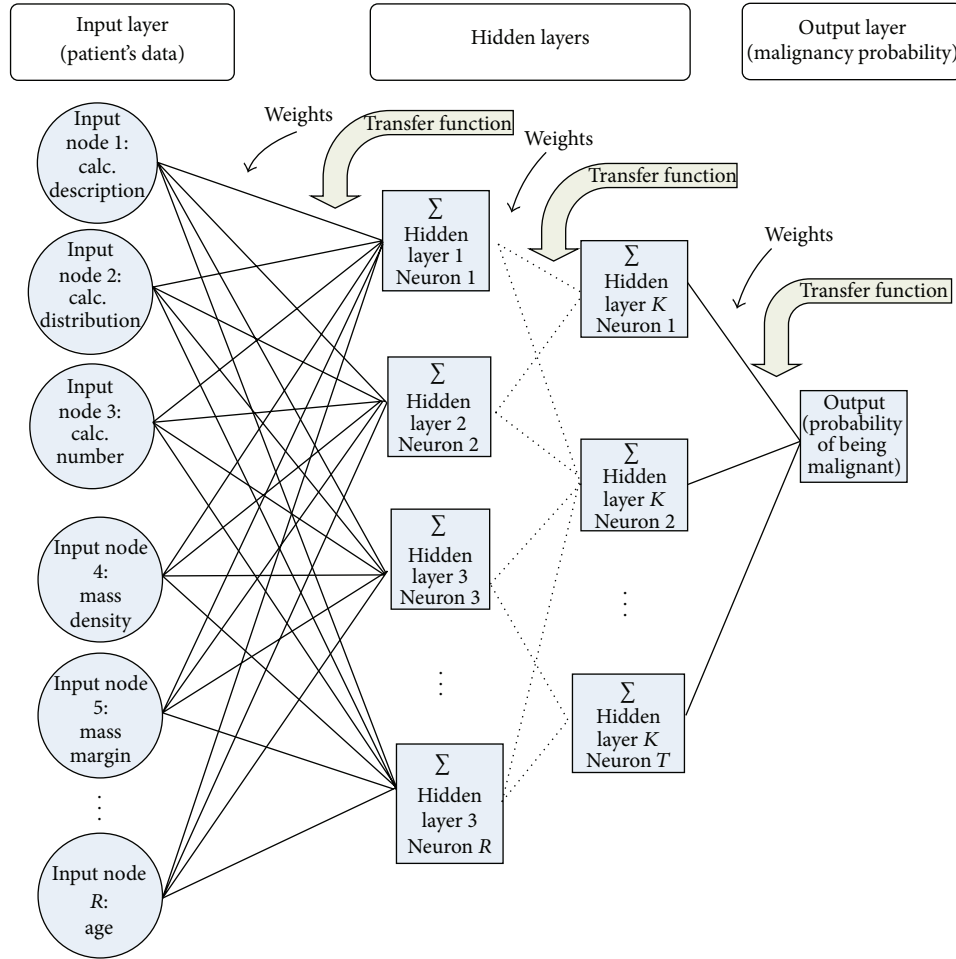 Input layer
(patient's data)
Hidden layers
Output layer
(malignancy probability)
Input
node 1:
calc.
description
Input
node 2:
calc.
distribution
Input
node 3:
calc.
number
Input node
4:
mass
density
Input node
5:
mass
margin
⋮
Input node
R:
age
Weights
Transfer function
∑
Hidden
layer 1
Neuron 1
∑
Hidden
layer 2
Neuron 2
∑
Hidden
layer 3
Neuron 3
⋮
∑
Hidden
layer 3
Neuron R
Weights
Transfer function
∑
Hidden
layer K
Neuron 1
∑
Hidden
layer K
Neuron 2
⋮
∑
Hidden
layer K
Neuron T
Weights
Transfer function
Output
(probability
of being
malignant)